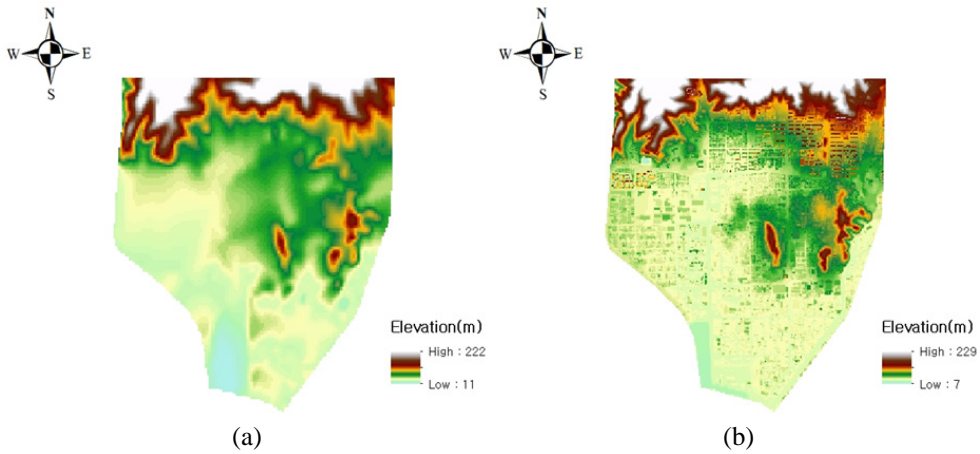 N
W E
S
Elevation(m)
High : 222
Low : 11
(a)
N
W E
S
Elevation(m)
High : 229
Low : 7
(b)